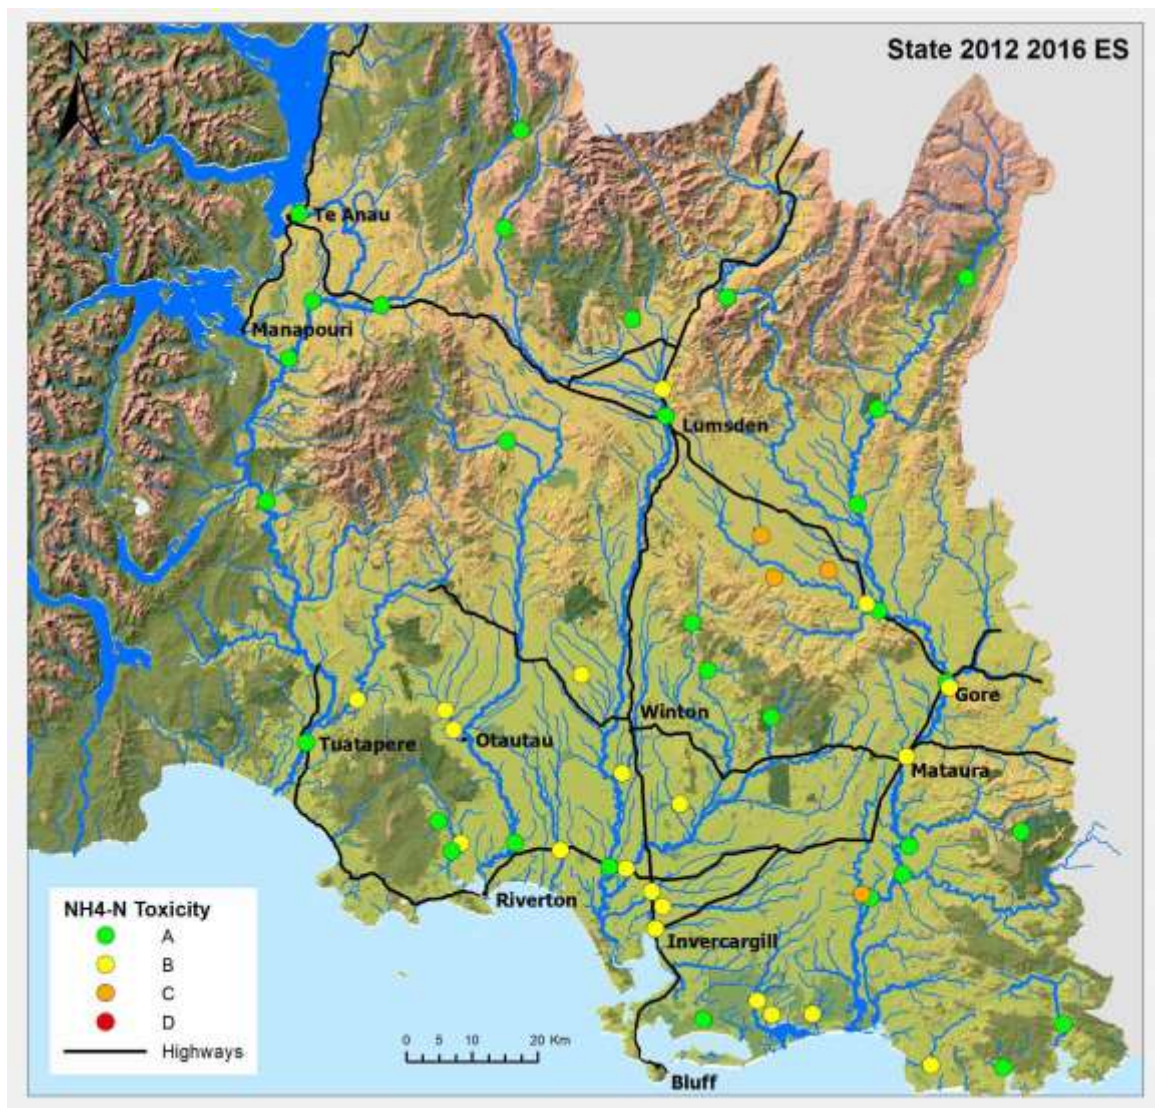 State 2012 2016 ES
N
Te Anau
Manapouri
Lumsden
Gore
Winton
Otautau
Tuatapere
Mataura
Riverton
Invercargill
NH4-N Toxicity
A
B
C
D
Highways
0 5 10 20 Km
Bluff